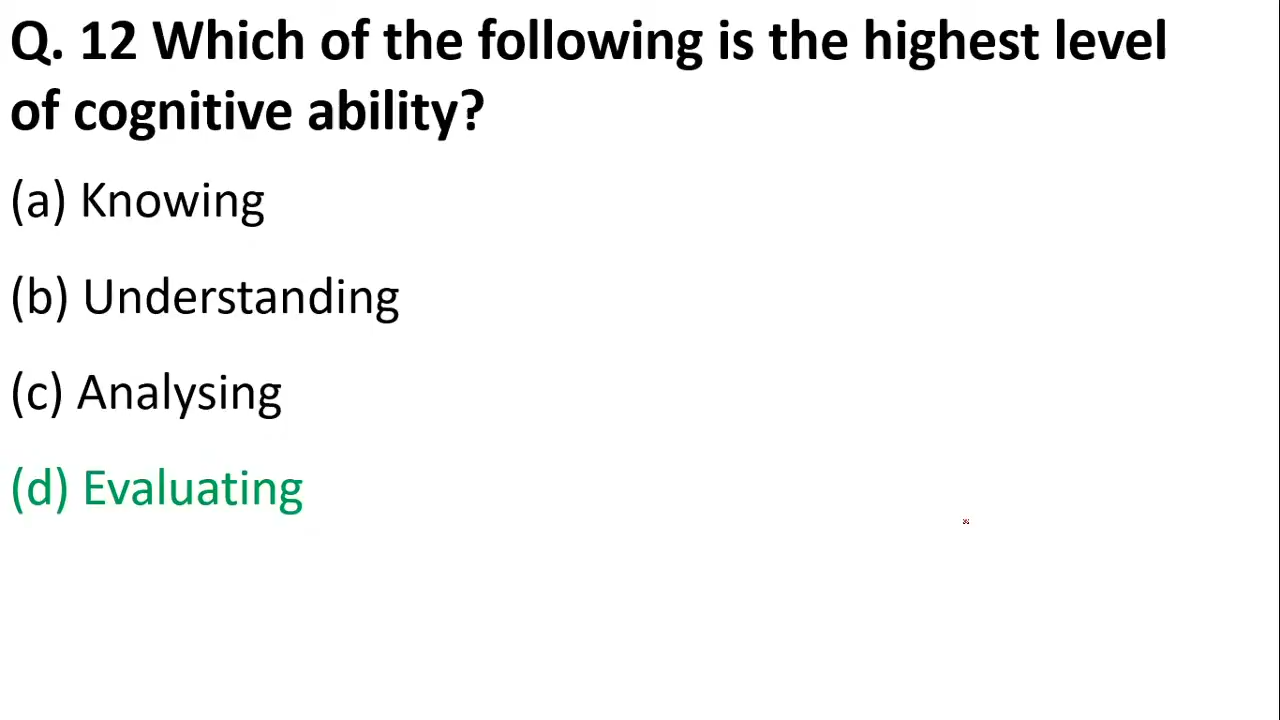 Q. 12 Which of the following is the highest level
of cognitive ability?
(a) Knowing
(b) Understanding
(c) Analysing
(d) Evaluating